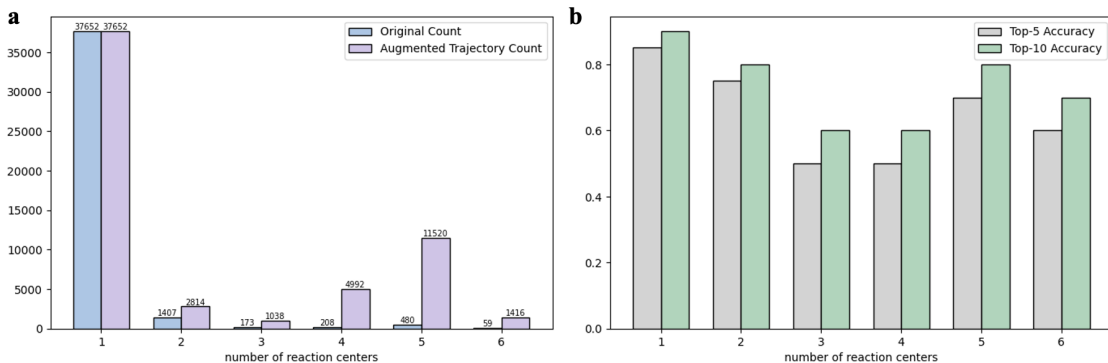 a
37652 37652
Original Count
Augmented Trajectory Count
35000
30000
25000
20000
15000
10000
5000
0
1407 2814
173 1038
208 4992
480 11520
59 1416
1 2 3 4 5 6
number of reaction centers
b
Top-5 Accuracy
Top-10 Accuracy
0.8
0.6
0.4
0.2
0.0
1 2 3 4 5 6
number of reaction centers